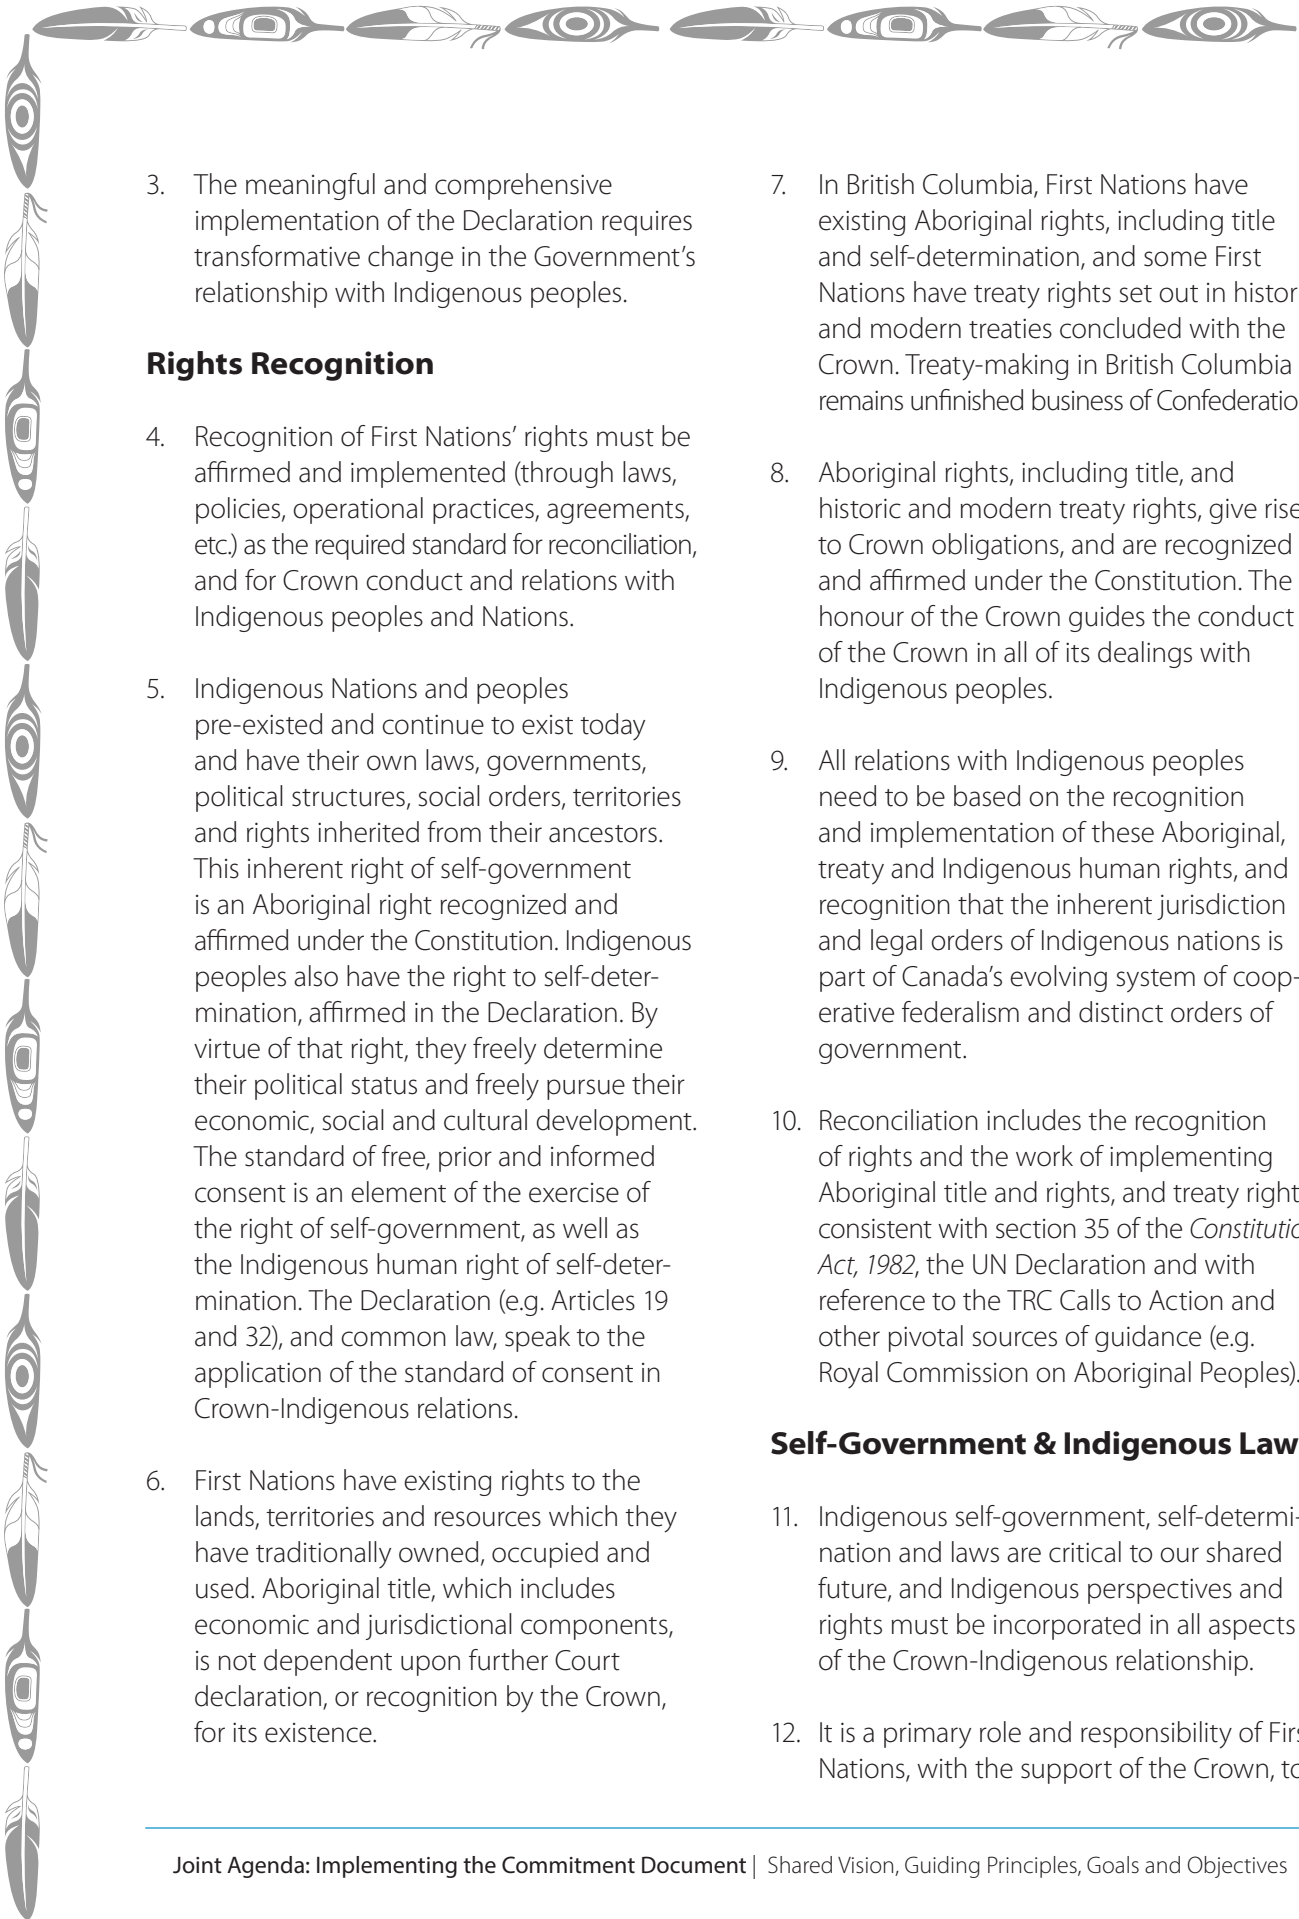 3. The meaningful and comprehensive
implementation of the Declaration requires
transformative change in the Government’s
relationship with Indigenous peoples.
Rights Recognition
4. Recognition of First Nations’ rights must be
affirmed and implemented (through laws,
policies, operational practices, agreements,
etc.) as the required standard for reconciliation,
and for Crown conduct and relations with
Indigenous peoples and Nations.
5. Indigenous Nations and peoples
pre-existed and continue to exist today
and have their own laws, governments,
political structures, social orders, territories
and rights inherited from their ancestors.
This inherent right of self-government
is an Aboriginal right recognized and
affirmed under the Constitution. Indigenous
peoples also have the right to self-deter-
mination, affirmed in the Declaration. By
virtue of that right, they freely determine
their political status and freely pursue their
economic, social and cultural development.
The standard of free, prior and informed
consent is an element of the exercise of
the right of self-government, as well as
the Indigenous human right of self-deter-
mination. The Declaration (e.g. Articles 19
and 32), and common law, speak to the
application of the standard of consent in
Crown-Indigenous relations.
6. First Nations have existing rights to the
lands, territories and resources which they
have traditionally owned, occupied and
used. Aboriginal title, which includes
economic and jurisdictional components,
is not dependent upon further Court
declaration, or recognition by the Crown,
for its existence.
7. In British Columbia, First Nations have
existing Aboriginal rights, including title
and self-determination, and some First
Nations have treaty rights set out in histor
and modern treaties concluded with the
Crown. Treaty-making in British Columbia
remains unfinished business of Confederatio
8. Aboriginal rights, including title, and
historic and modern treaty rights, give rise
to Crown obligations, and are recognized
and affirmed under the Constitution. The
honour of the Crown guides the conduct
of the Crown in all of its dealings with
Indigenous peoples.
9. All relations with Indigenous peoples
need to be based on the recognition
and implementation of these Aboriginal,
treaty and Indigenous human rights, and
recognition that the inherent jurisdiction
and legal orders of Indigenous nations is
part of Canada’s evolving system of coop-
erative federalism and distinct orders of
government.
10. Reconciliation includes the recognition
of rights and the work of implementing
Aboriginal title and rights, and treaty right
consistent with section 35 of the Constitutio
Act, 1982, the UN Declaration and with
reference to the TRC Calls to Action and
other pivotal sources of guidance (e.g.
Royal Commission on Aboriginal Peoples).
Self-Government & Indigenous Law
11. Indigenous self-government, self-determi-
nation and laws are critical to our shared
future, and Indigenous perspectives and
rights must be incorporated in all aspects
of the Crown-Indigenous relationship.
12. It is a primary role and responsibility of Firs
Nations, with the support of the Crown, to
Joint Agenda: Implementing the Commitment Document | Shared Vision, Guiding Principles, Goals and Objectives